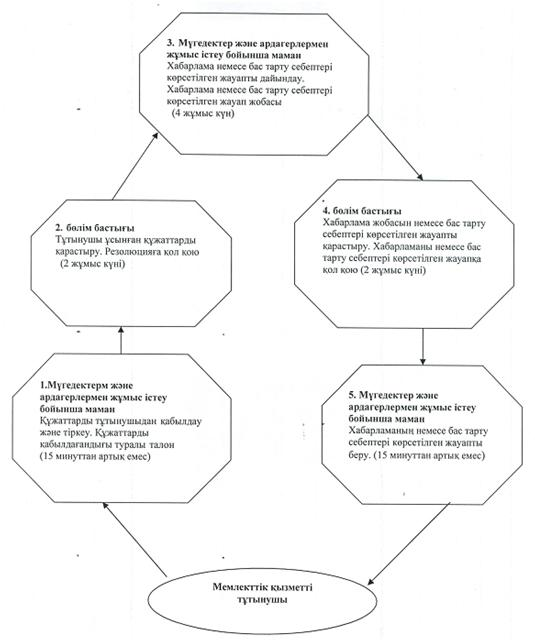 3. Мүгедектер және ардагерлермен
жұмыс істеу бойынша маман
Хабарлама немесе бас тарту себептері
көрсетілген жауапты дайындау.
Хабарлама немесе бас тарту себептері
көрсетілген жауап жобасы
(4 жұмыс күн)
2. бөлім бастығы
Тұтынушы ұсынған құжаттарды
қарастыру. Резолюцияға қол қою
(2 жұмыс күні)
4. бөлім бастығы
Хабарлама жобасын немесе бас тарту
себептері көрсетілген жауапты
қарастыру. Хабарламаны немесе бас
тарту себептері көрсетілген жауапқа
қол қою (2 жұмыс күні)
1.Мүгедектерм және
ардагерлермен жұмыс істеу
бойынша маман
Құжаттарды тұтынушыдан қабылдау
және тіркеу. Құжаттарды
қабылдағандығы туралы талон
(15 минуттан артық емес)
5. Мүгедектер және
ардагерлермен жұмыс істеу
бойынша маман
Хабарламаның немесе бас тарту
себептері көрсетілген жауапты
беру. (15 минуттан артық емес)
Мемлекттік қызметті
тұтынушы